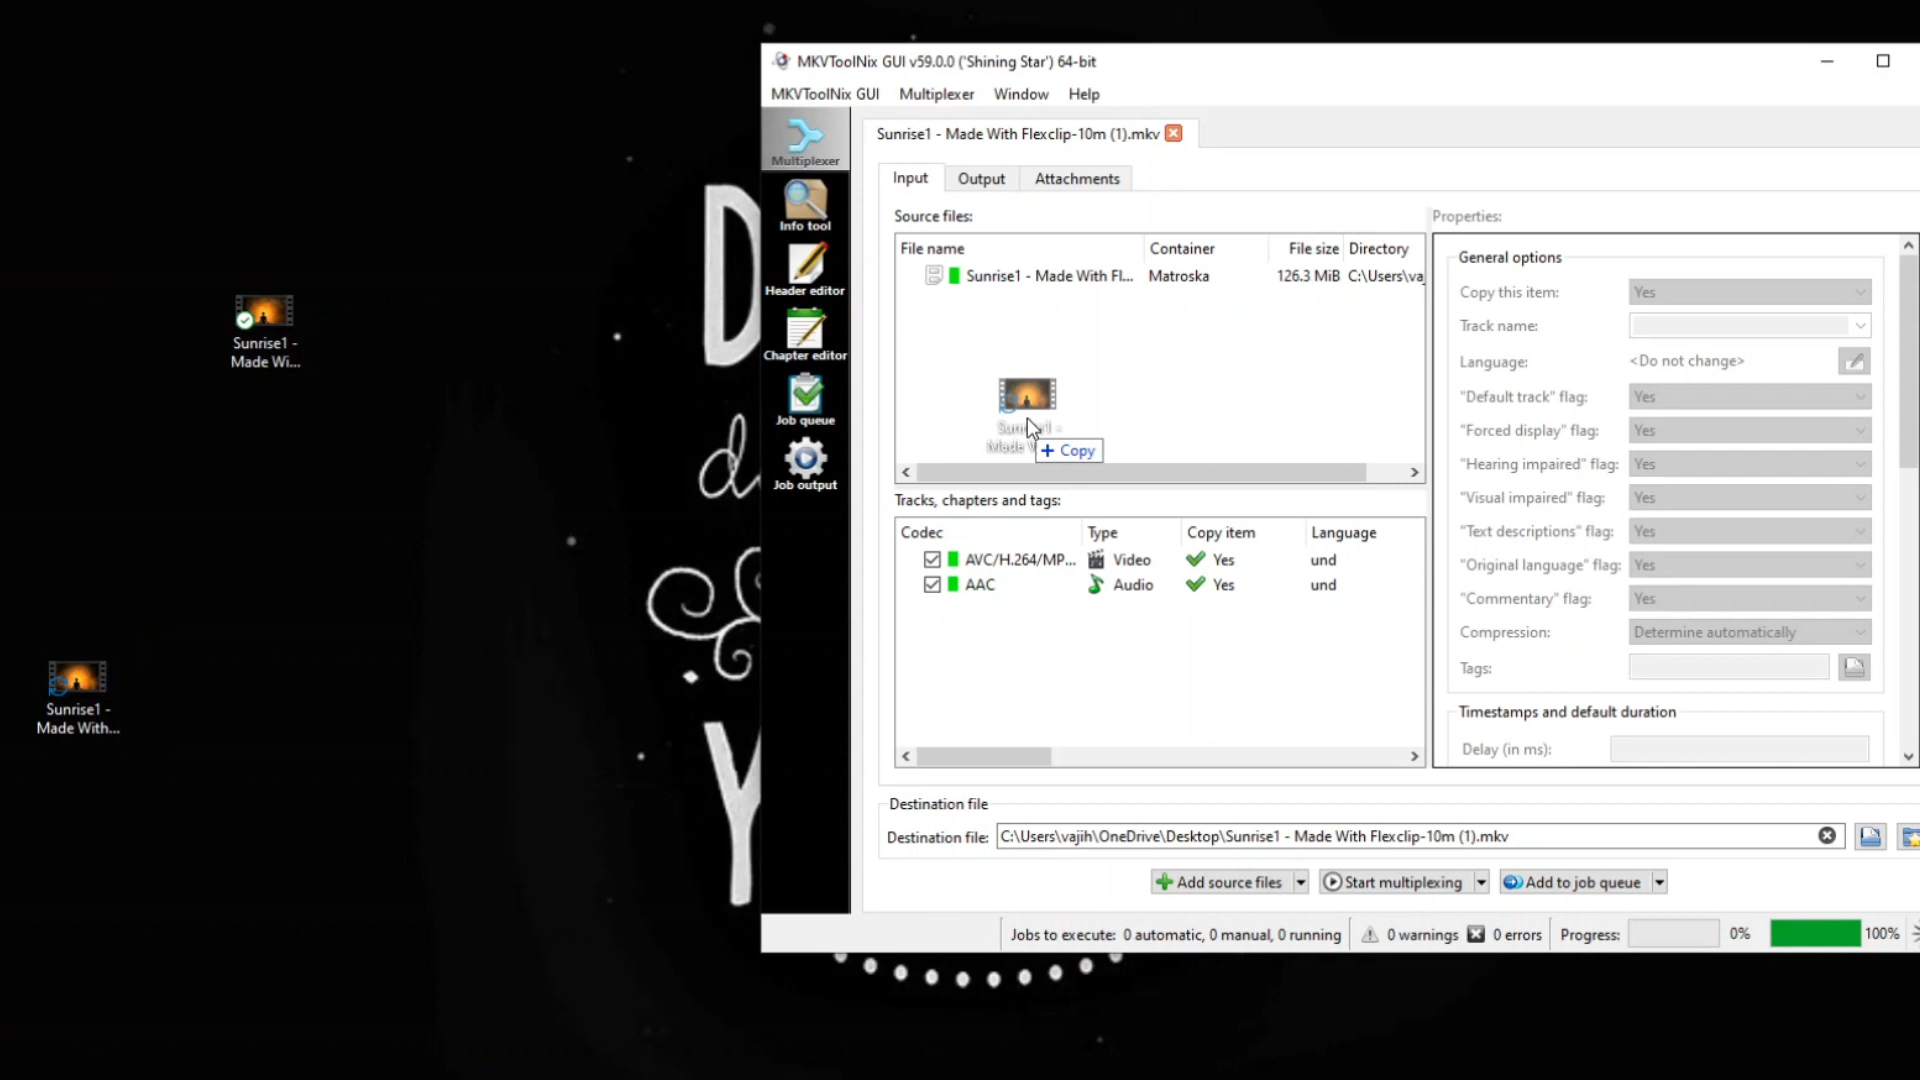 MKVToolNix GUI v59.0.0 ('Shining Star') 64-bit
MKVToolNix GUI Multiplexer Window Help
Multiplexer
Info tool
Header editor
Chapter editor
Job queue
Job output
Sunrise1 - Made With Flexclip-10m (1).mkv
Input Output Attachments
Source files:
File name Container File size Directory
Sunrise1 - Made With Fl... Matroska 126.3 MiB C:\Users\va
Sunrise1 -
Made
+ Copy
Tracks, chapters and tags:
Codec Type Copy item Language
AVC/H.264/MP... Video Yes und
AAC Audio Yes und
Properties:
General options
Copy this item: Yes
Track name:
Language: <Do not change>
"Default track" flag: Yes
"Forced display" flag: Yes
"Hearing impaired" flag: Yes
"Visual impaired" flag: Yes
"Text descriptions" flag: Yes
"Original language" flag: Yes
"Commentary" flag: Yes
Compression: Determine automatically
Tags:
Timestamps and default duration
Delay (in ms):
Destination file
Destination file: C:\Users\vajih\OneDrive\Desktop\Sunrise1 - Made With Flexclip-10m (1).mkv
Add source files Start multiplexing Add to job queue
Jobs to execute: 0 automatic, 0 manual, 0 running 0 warnings 0 errors Progress: 0% 100%
Sunrise1 -
Made Wi...
Sunrise1 -
Made With...
D
d
Y